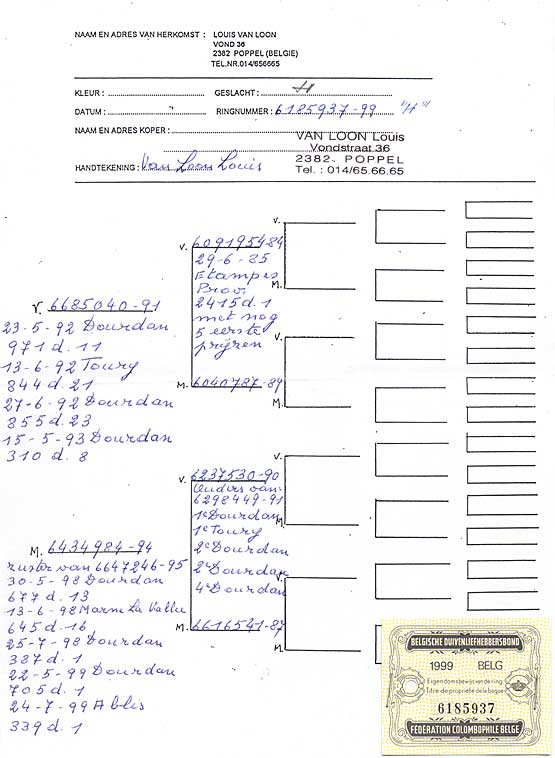 NAAM EN ADRES VAN HERKOMST : LOUIS VAN LOON
VOND 36
2382 POPPEL (BELGIE)
TEL.NR.014/656665
KLEUR : GESLACHT :
DATUM : RINGNUMMER : 6185937-99 "H"
NAAM EN ADRES KOPER :
VAN LOON Louis
Vondstraat 36
2382, POPPEL
Tel. : 014/65.66.65
HANDTEKENING : Van Loon Louis
V. 6685040-91
23-5-92 Dourdan
971 d. 11
13-6-92 Toury
844 d. 21
27-6-92 Dourdan
855 d. 23
15-5-93 Dourdan
310 d. 8
V. 6091954-84
29-6-85
Etampes
Prov.
2415 d. 1
met nog
5 eerste
prijzen
M. 6040787-89
V.
M.
V.
M.
M. 6434984-94
zuster van 6647246-95
30-5-98 Dourdan
677 d. 13
13-6-98 Marne La Vallee
645 d. 16
25-7-98 Dourdan
387 d. 1
22-5-99 Dourdan
705 d. 1
24-7-99 Ablis
339 d. 1
V. 6237530-90
Ouders van
6298449-91
1e Dourdan
1e Toury
2e Dourdan
2e Dourdan
4e Dourdan
M. 6616541-87
V.
M.
V.
M.
BELGISCHE DUIVENLIEFHEBBERSBOND
1999 BELG
Eigendomsbewijs van de ring
Titre de propriété de la bague
6185937
FÉDÉRATION COLOMBOPHILE BELGE